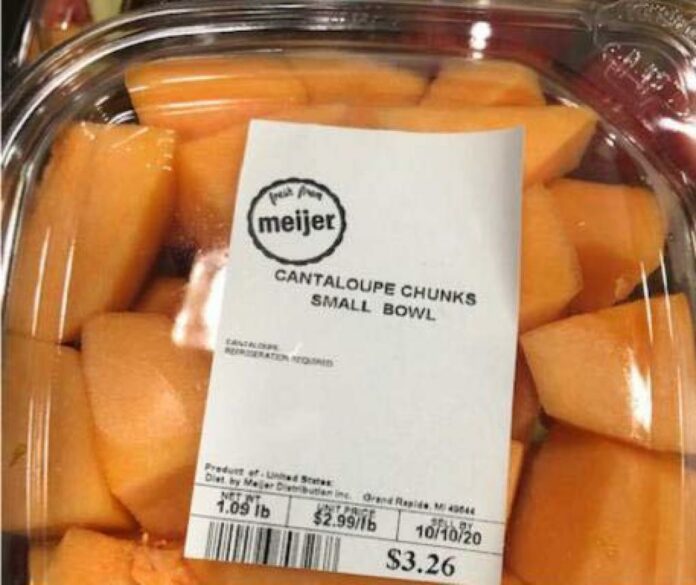 fresh from
meijer
CANTALOUPE CHUNKS
SMALL BOWL
CANTALOUPE
REFRIGERATION REQUIRED
Product of - United States
Dist. by Meijer Distribution Inc. Grand Rapids, MI 49544
NET WT UNIT PRICE SELL BY
1.09 lb $2.99/lb 10/10/20
$3.26